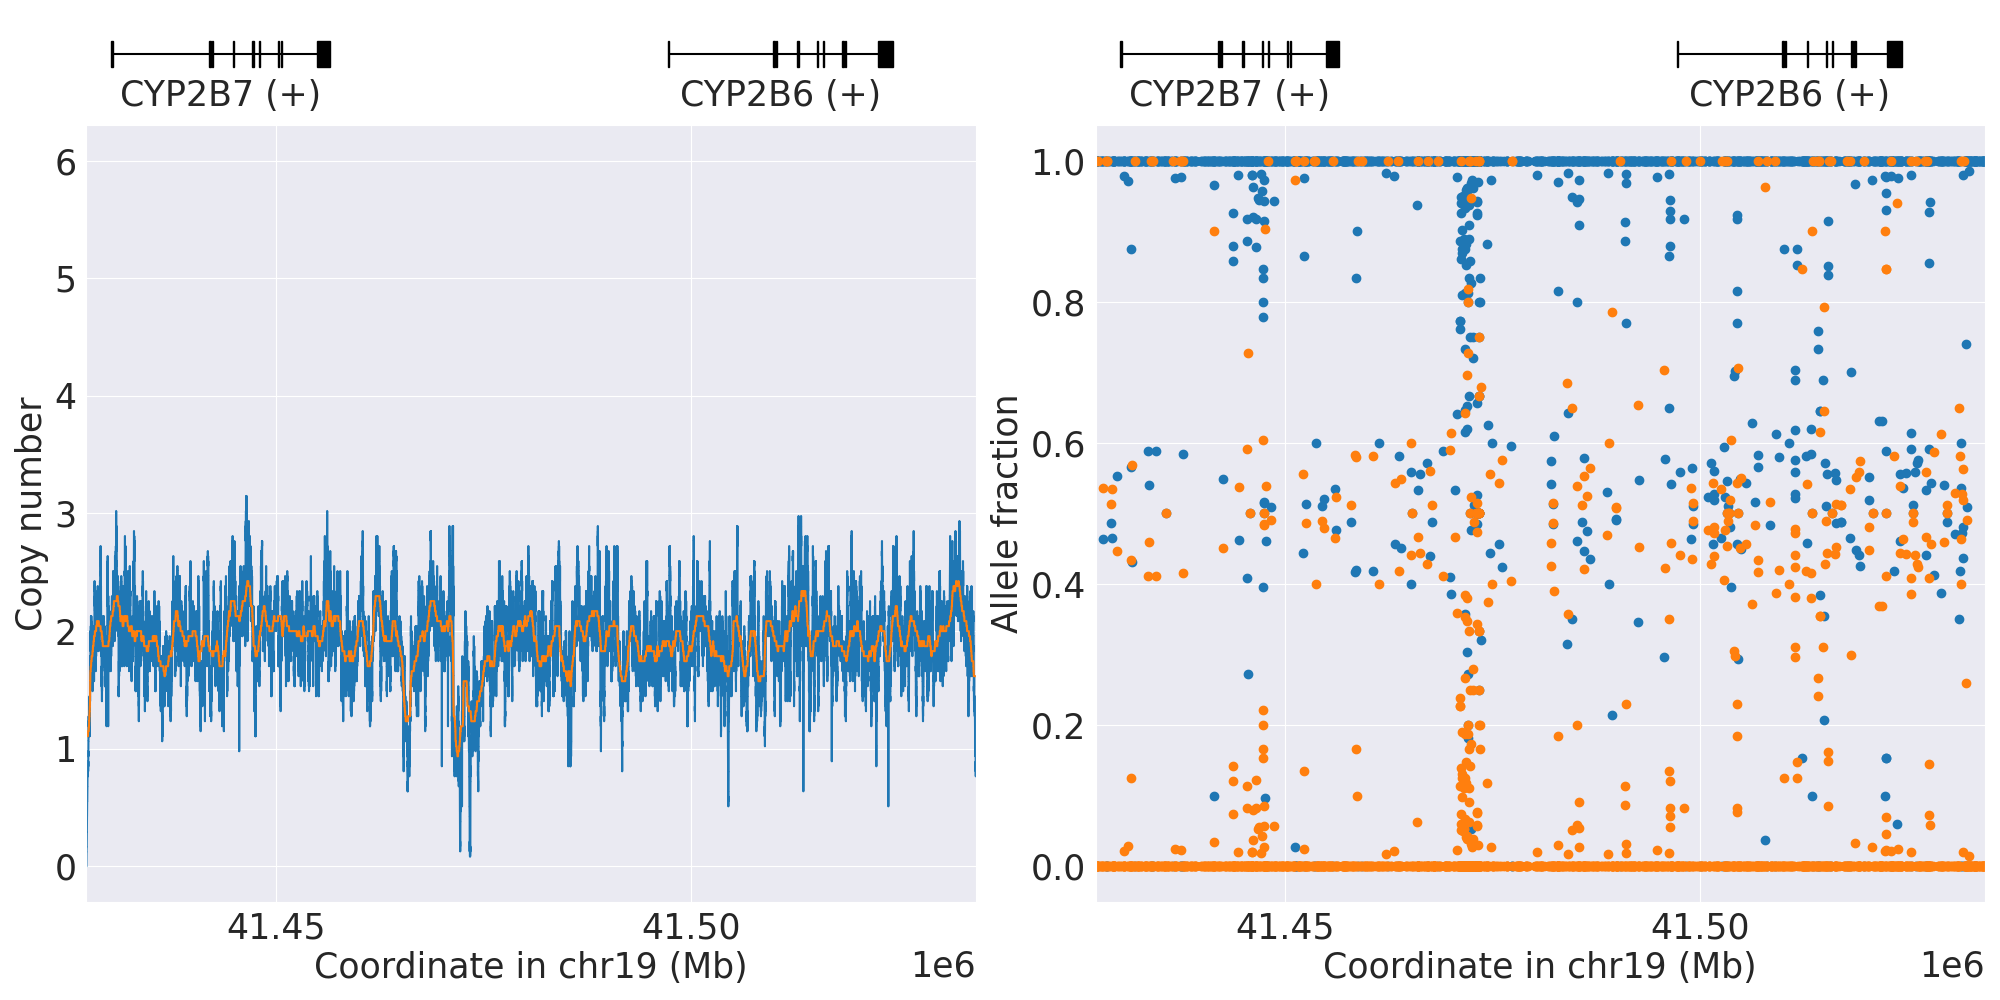 CYP2B7 (+) CYP2B6 (+)
6
5
4
3
2
1
0
Copy number
41.45 41.50
Coordinate in chr19 (Mb) 1e6
CYP2B7 (+) CYP2B6 (+)
1.0
0.8
0.6
0.4
0.2
0.0
Allele fraction
41.45 41.50
Coordinate in chr19 (Mb) 1e6